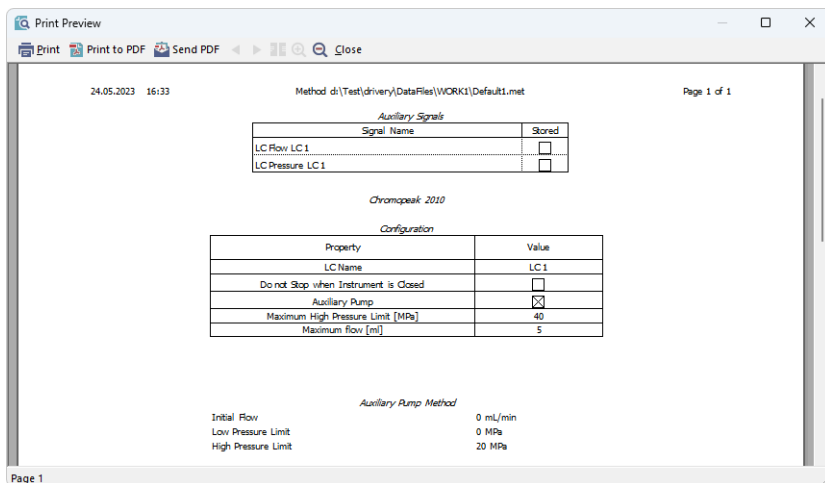 Print Preview
Print Print to PDF Send PDF Close
24.05.2023 16:33 Method d:\Test\drivery\DataFiles\WORK1\Default1.met Page 1 of 1
Auxiliary Signals
Signal Name Stored
LC Flow LC 1
LC Pressure LC 1
Chromopeak 2010
Configuration
Property Value
LC Name LC 1
Do not Stop when Instrument is Closed
Auxiliary Pump
Maximum High Pressure Limit [MPa] 40
Maximum flow [ml] 5
Auxiliary Pump Method
Initial Flow 0 mL/min
Low Pressure Limit 0 MPa
High Pressure Limit 20 MPa
Page 1